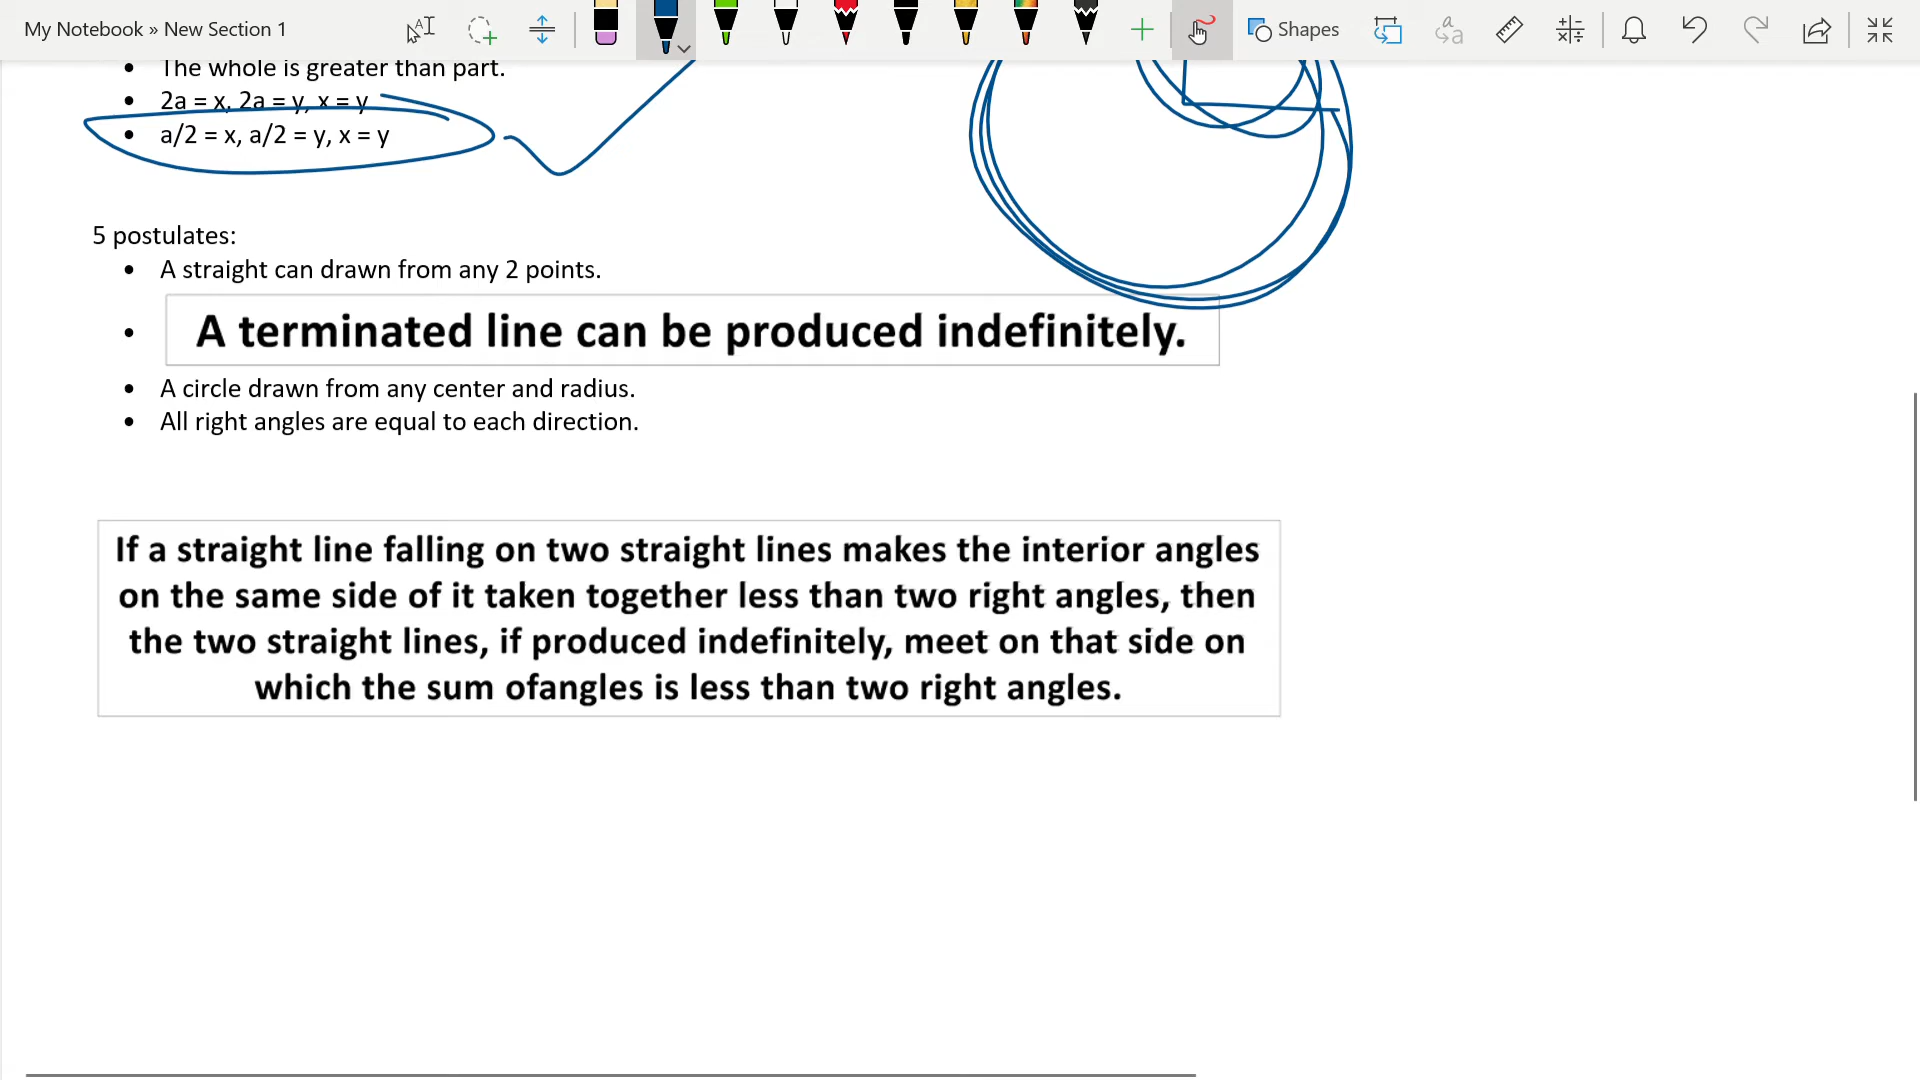 My Notebook » New Section 1
Shapes
• The whole is greater than part.
• 2a = x, 2a = y, x = y
• a/2 = x, a/2 = y, x = y
5 postulates:
• A straight can drawn from any 2 points.
• A terminated line can be produced indefinitely.
• A circle drawn from any center and radius.
• All right angles are equal to each direction.
If a straight line falling on two straight lines makes the interior angles
on the same side of it taken together less than two right angles, then
the two straight lines, if produced indefinitely, meet on that side on
which the sum ofangles is less than two right angles.